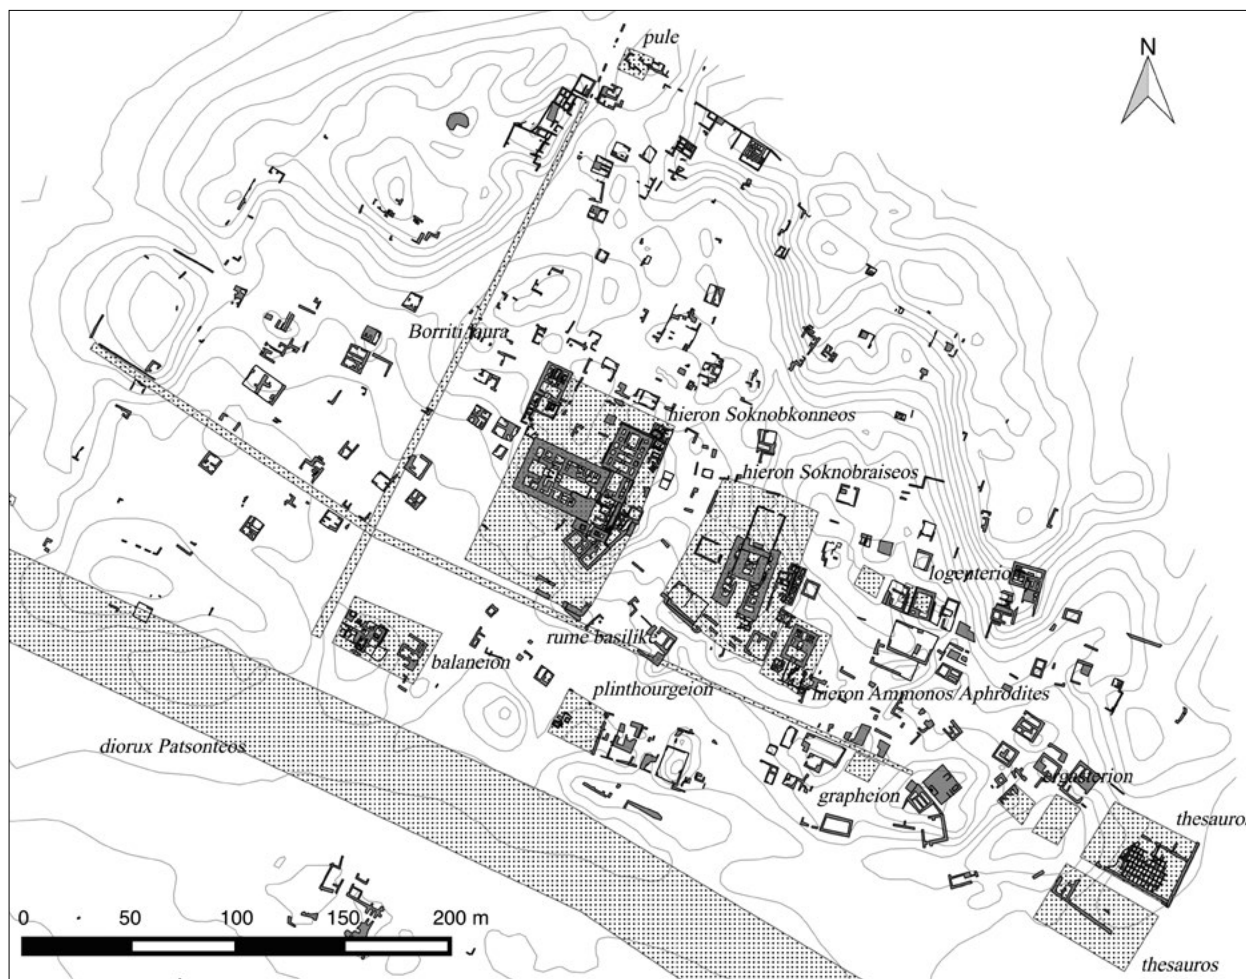 pule
N
Borriti laura
hieron Soknobkonneos
hieron Soknobraiseos
logeuterion
rume basilike
balaneion
plinthourgeion
hieron Ammonos/Aphrodites
diorux Patsonteos
ergasterion
grapheion
thesauros
0 50 100 150 200 m
thesauros